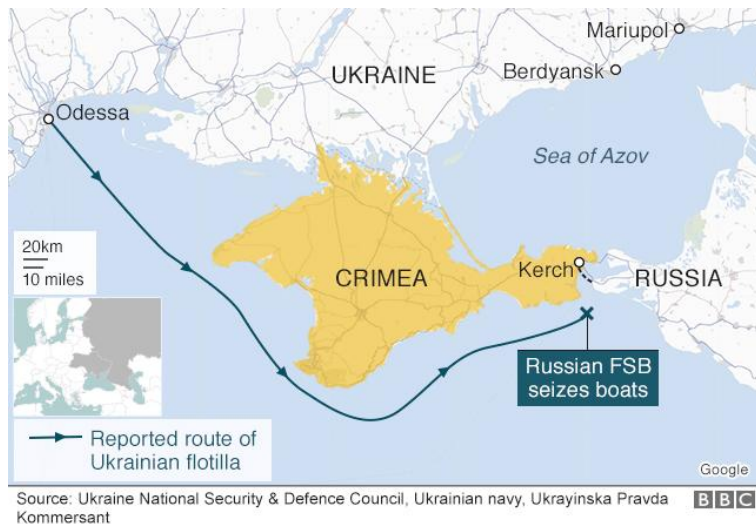 Mariupol
UKRAINE
Berdyansk
Odessa
Sea of Azov
20km
10 miles
CRIMEA
Kerch
RUSSIA
Russian FSB
seizes boats
Reported route of
Ukrainian flotilla
Google
Source: Ukraine National Security & Defence Council, Ukrainian navy, Ukrayinska Pravda
Kommersant
BBC